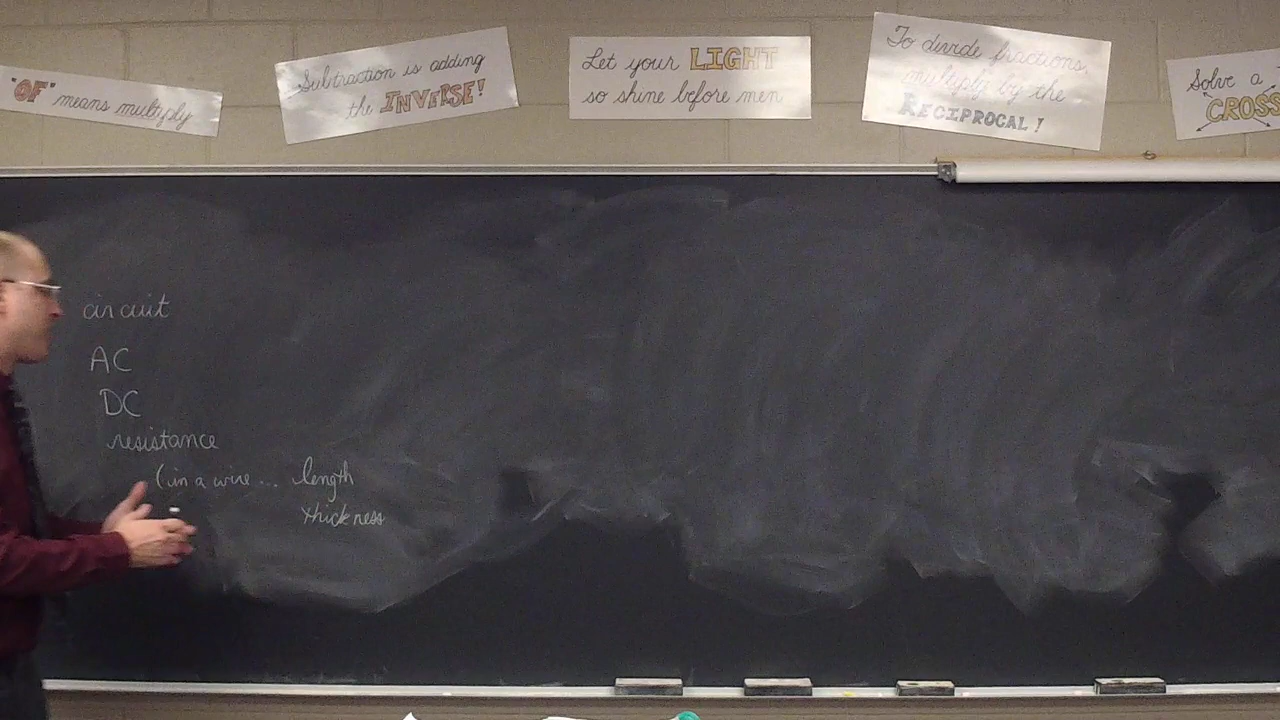 "OF" means multiply
Subtraction is adding
the INVERSE!
Let your LIGHT
so shine before men
To divide fractions,
multiply by the
RECIPROCAL!
Solve a
CROSS
circuit
AC
DC
resistance
(in a wire... length
thickness